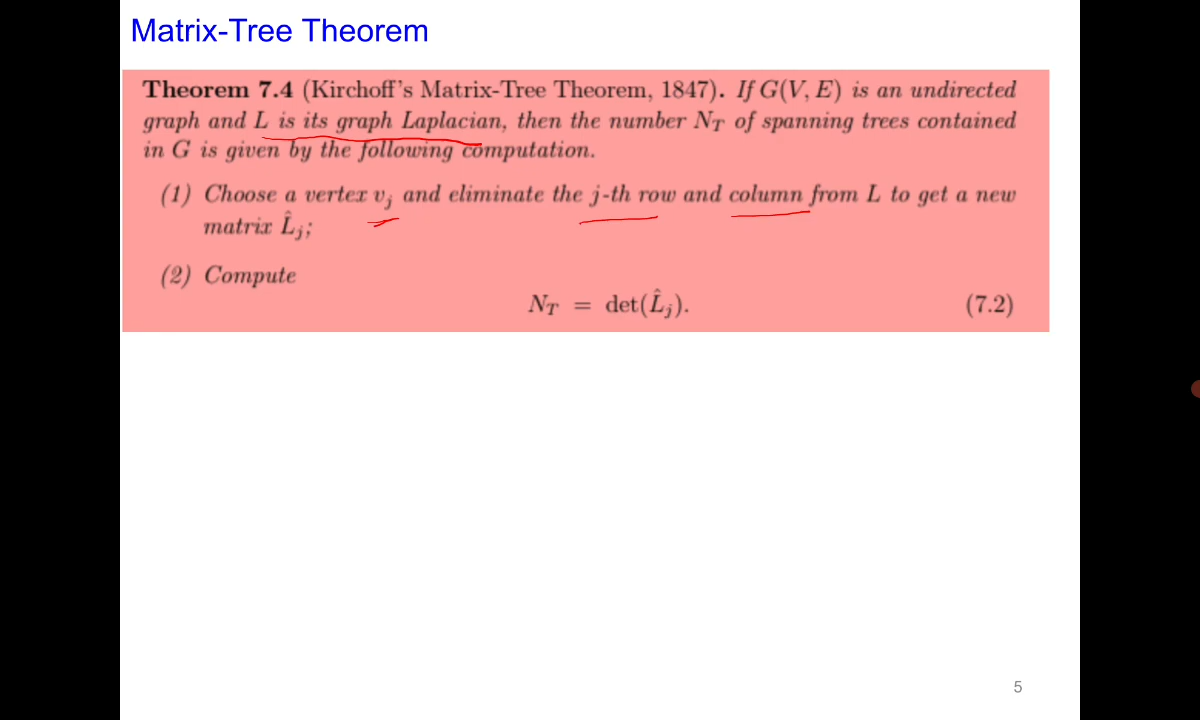 Matrix-Tree Theorem
Theorem 7.4 (Kirchoff's Matrix-Tree Theorem, 1847). If G(V, E) is an undirected
graph and L is its graph Laplacian, then the number N_T of spanning trees contained
in G is given by the following computation.
(1) Choose a vertex v_j and eliminate the j-th row and column from L to get a new
matrix L̂_j;
(2) Compute
N_T = det(L̂_j). (7.2)
5